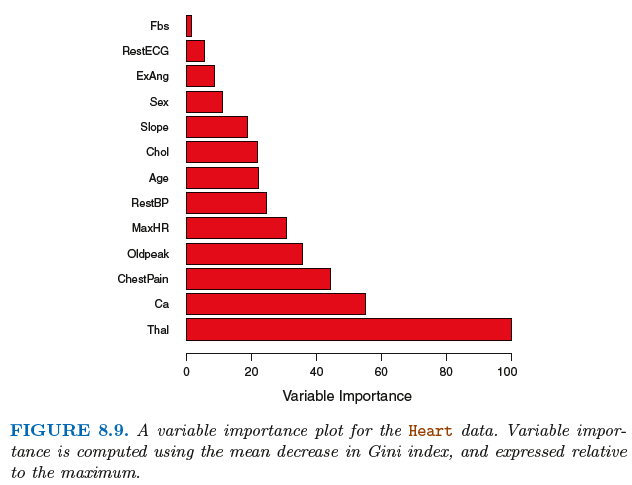 Fbs
RestECG
ExAng
Sex
Slope
Chol
Age
RestBP
MaxHR
Oldpeak
ChestPain
Ca
Thal
0 20 40 60 80 100
Variable Importance
FIGURE 8.9. A variable importance plot for the Heart data. Variable impor-
tance is computed using the mean decrease in Gini index, and expressed relative
to the maximum.